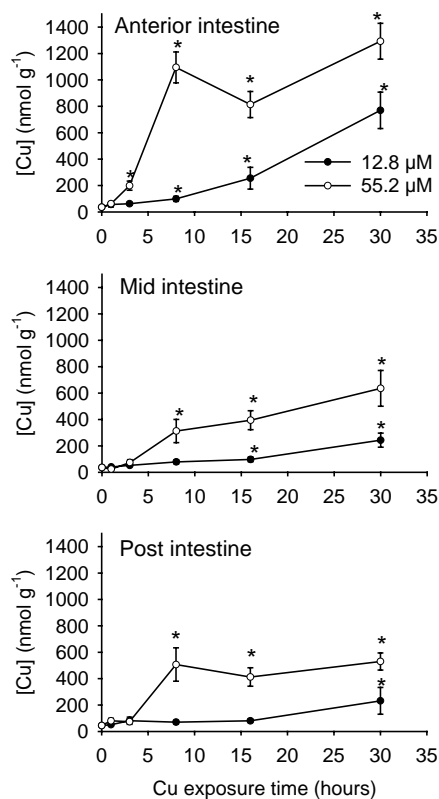 Anterior intestine
1400
1200
1000
800
600
400
200
0
[Cu] (nmol g-1)
* * * * * * *
12.8 µM
55.2 µM
0 5 10 15 20 25 30 35
Mid intestine
1400
1200
1000
800
600
400
200
0
[Cu] (nmol g-1)
* * * * *
0 5 10 15 20 25 30 35
Post intestine
1400
1200
1000
800
600
400
200
0
[Cu] (nmol g-1)
* * * *
0 5 10 15 20 25 30 35
Cu exposure time (hours)